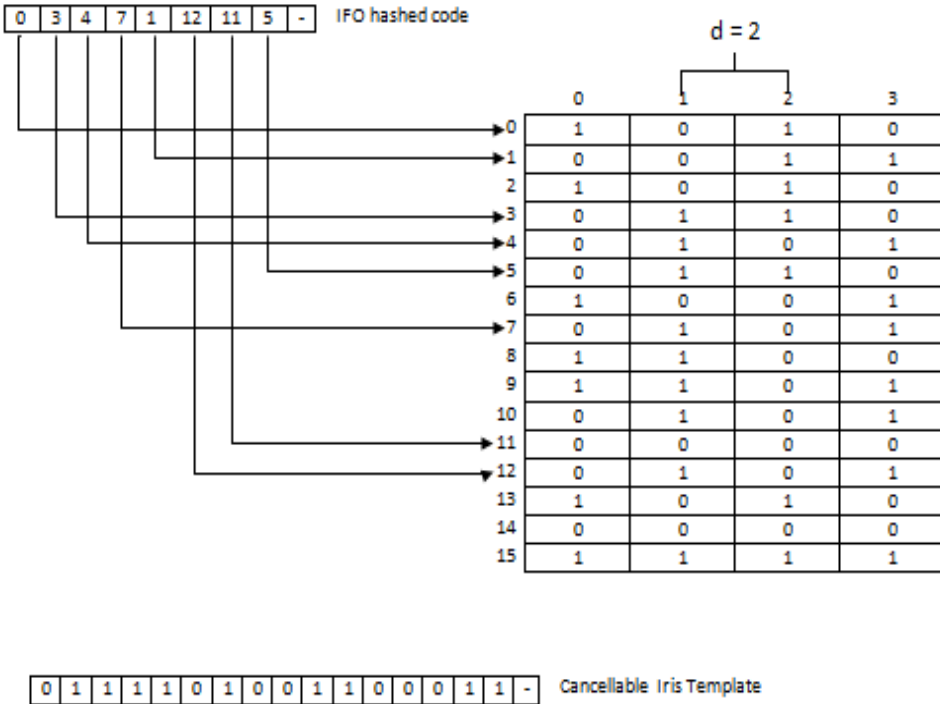 0 3 4 7 1 12 11 5 - IFO hashed code
d = 2
0 1 2 3
0 1 0 1 0
1 0 0 1 1
2 1 0 1 0
3 0 1 1 0
4 0 1 0 1
5 0 1 1 0
6 1 0 0 1
7 0 1 0 1
8 1 1 0 0
9 1 1 0 1
10 0 1 0 1
11 0 0 0 0
12 0 1 0 1
13 1 0 1 0
14 0 0 0 0
15 1 1 1 1
0 1 1 1 1 0 1 0 0 1 1 0 0 0 1 1 - Cancellable Iris Template